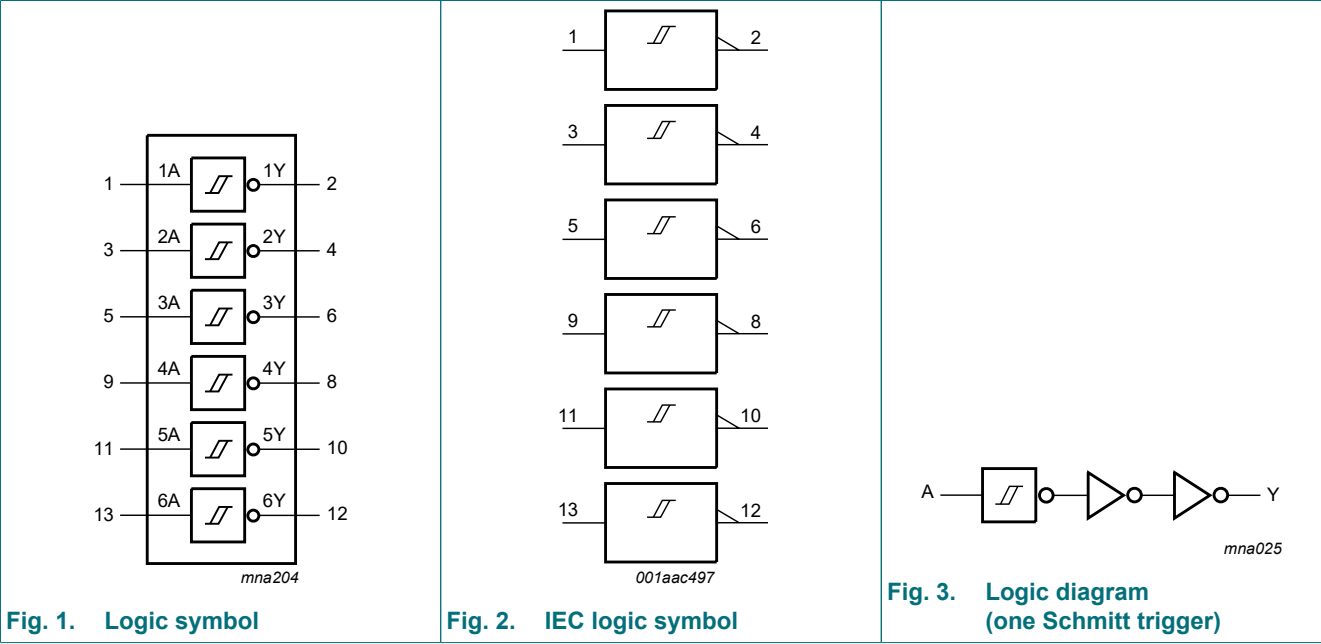 1 1A 1Y 2
3 2A 2Y 4
5 3A 3Y 6
9 4A 4Y 8
11 5A 5Y 10
13 6A 6Y 12
mna204
Fig. 1. Logic symbol
1 2
3 4
5 6
9 8
11 10
13 12
001aac497
Fig. 2. IEC logic symbol
A Y
mna025
Fig. 3. Logic diagram
(one Schmitt trigger)